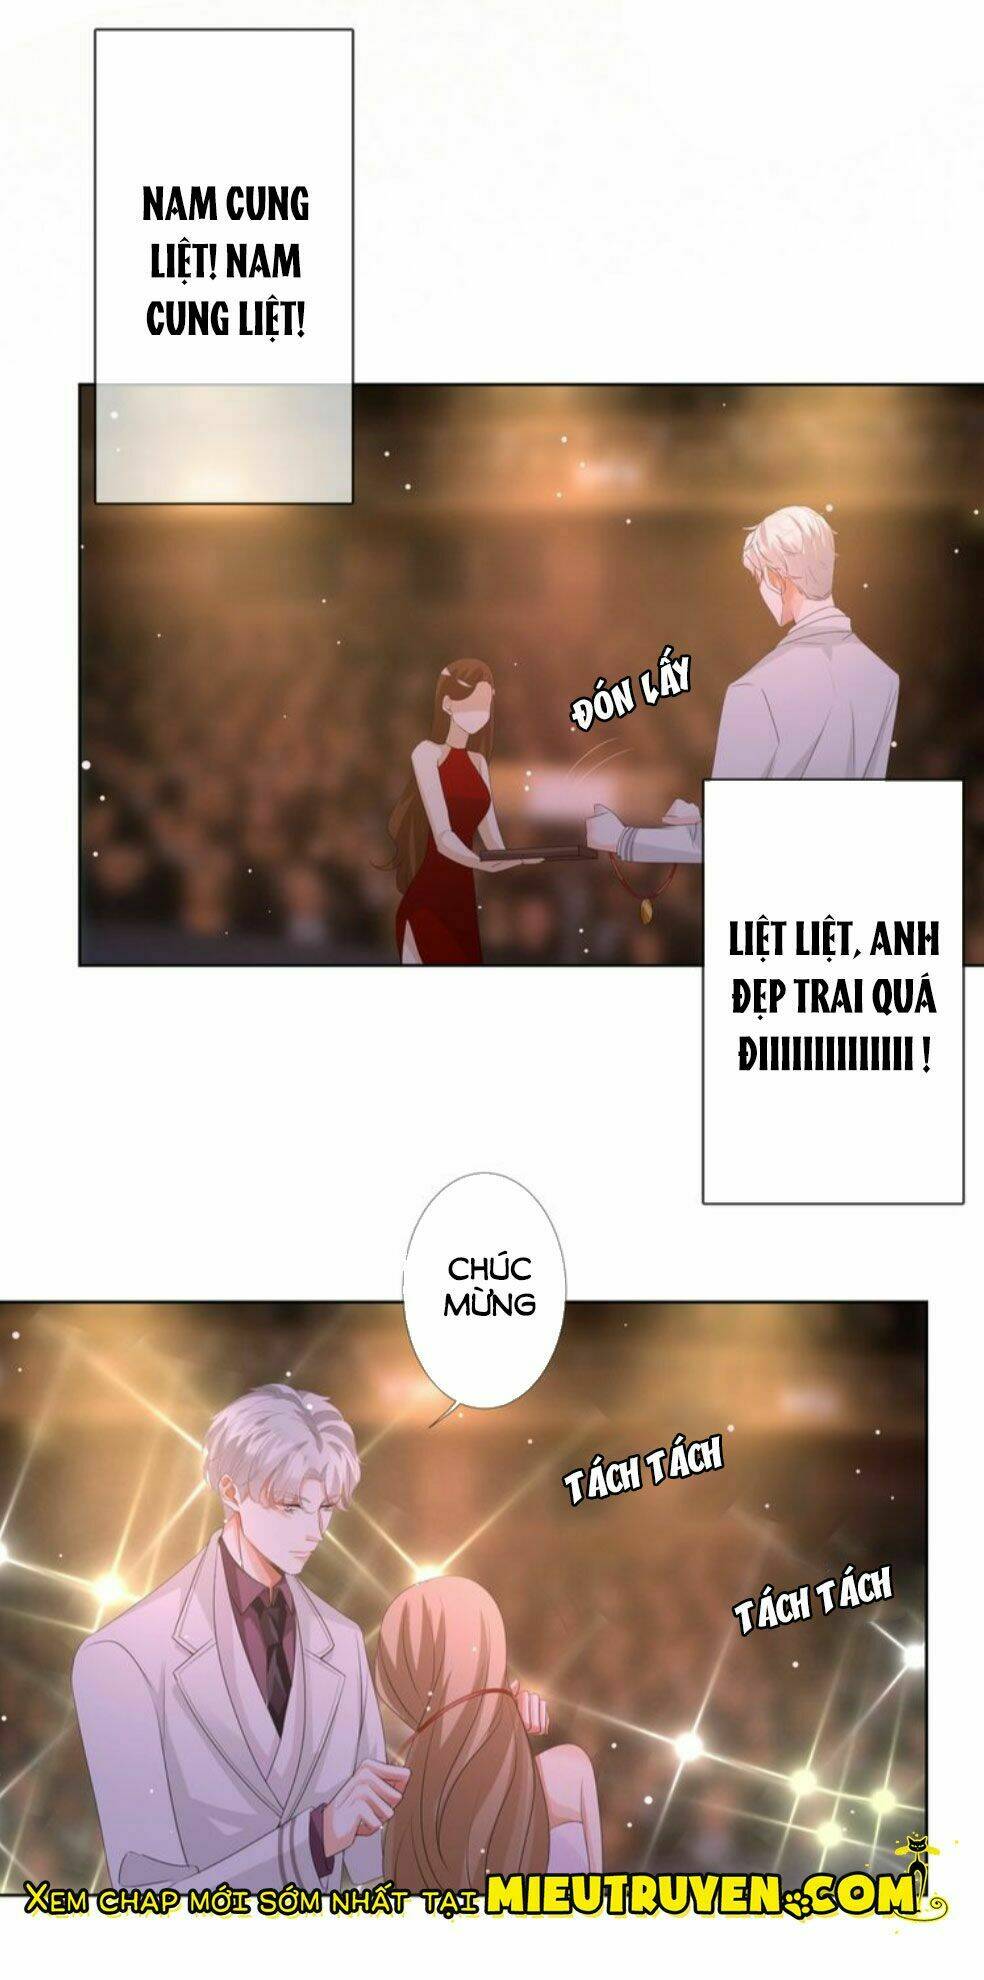 NAM CUNG
LIỆT! NAM
CUNG LIỆT!
ĐÓN LẤY
LIỆT LIỆT, ANH
ĐẸP TRAI QUÁ
ĐIIIIIIIIIIIIIII !
CHÚC
MỪNG
TÁCH TÁCH
TÁCH TÁCH
XEM CHAP MỚI SỚM NHẤT TẠI MIEUTRUYEN.COM